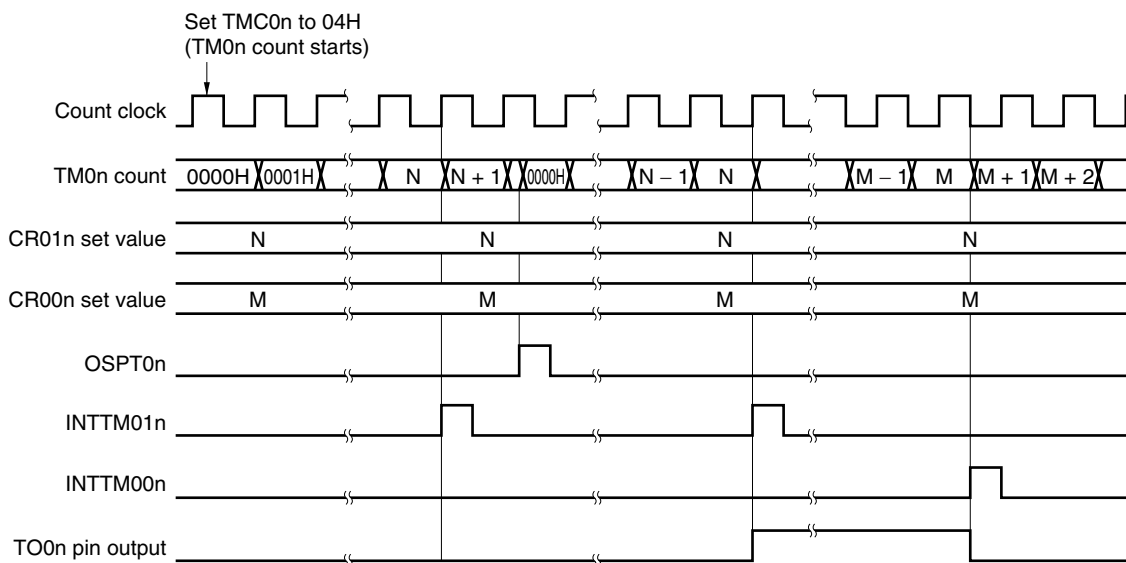 Set TMC0n to 04H
(TM0n count starts)
Count clock
TM0n count 0000H 0001H N N + 1 0000H N − 1 N M − 1 M M + 1 M + 2
CR01n set value N N N N
CR00n set value M M M M
OSPT0n
INTTM01n
INTTM00n
TO0n pin output